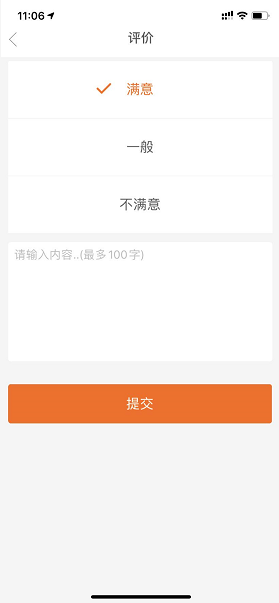 11:06
评价
满意
一般
不满意
请输入内容..(最多100字)
提交